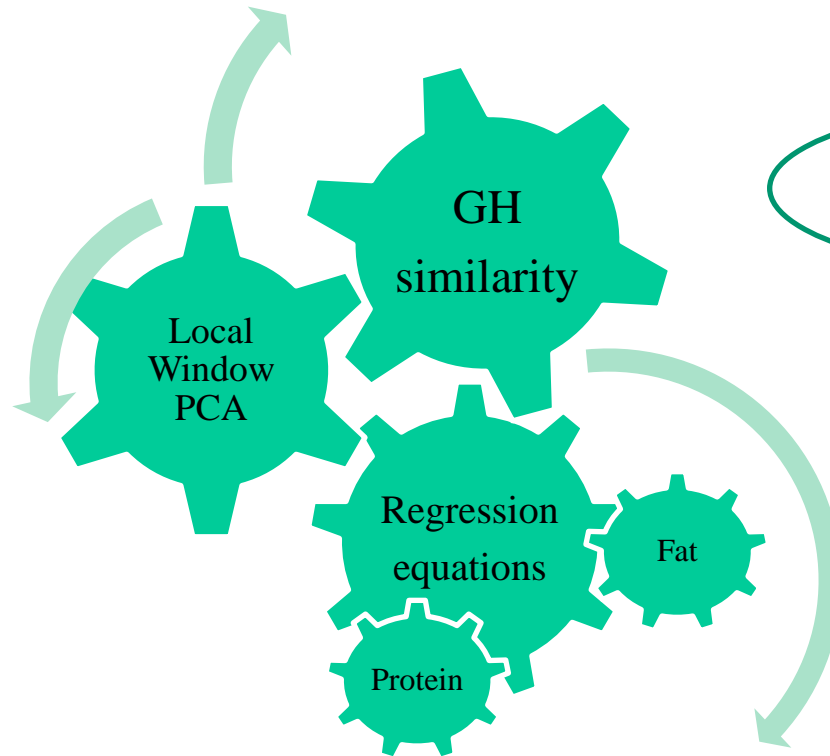 GH
similarity
Local
Window
PCA
Regression
equations
Fat
Protein